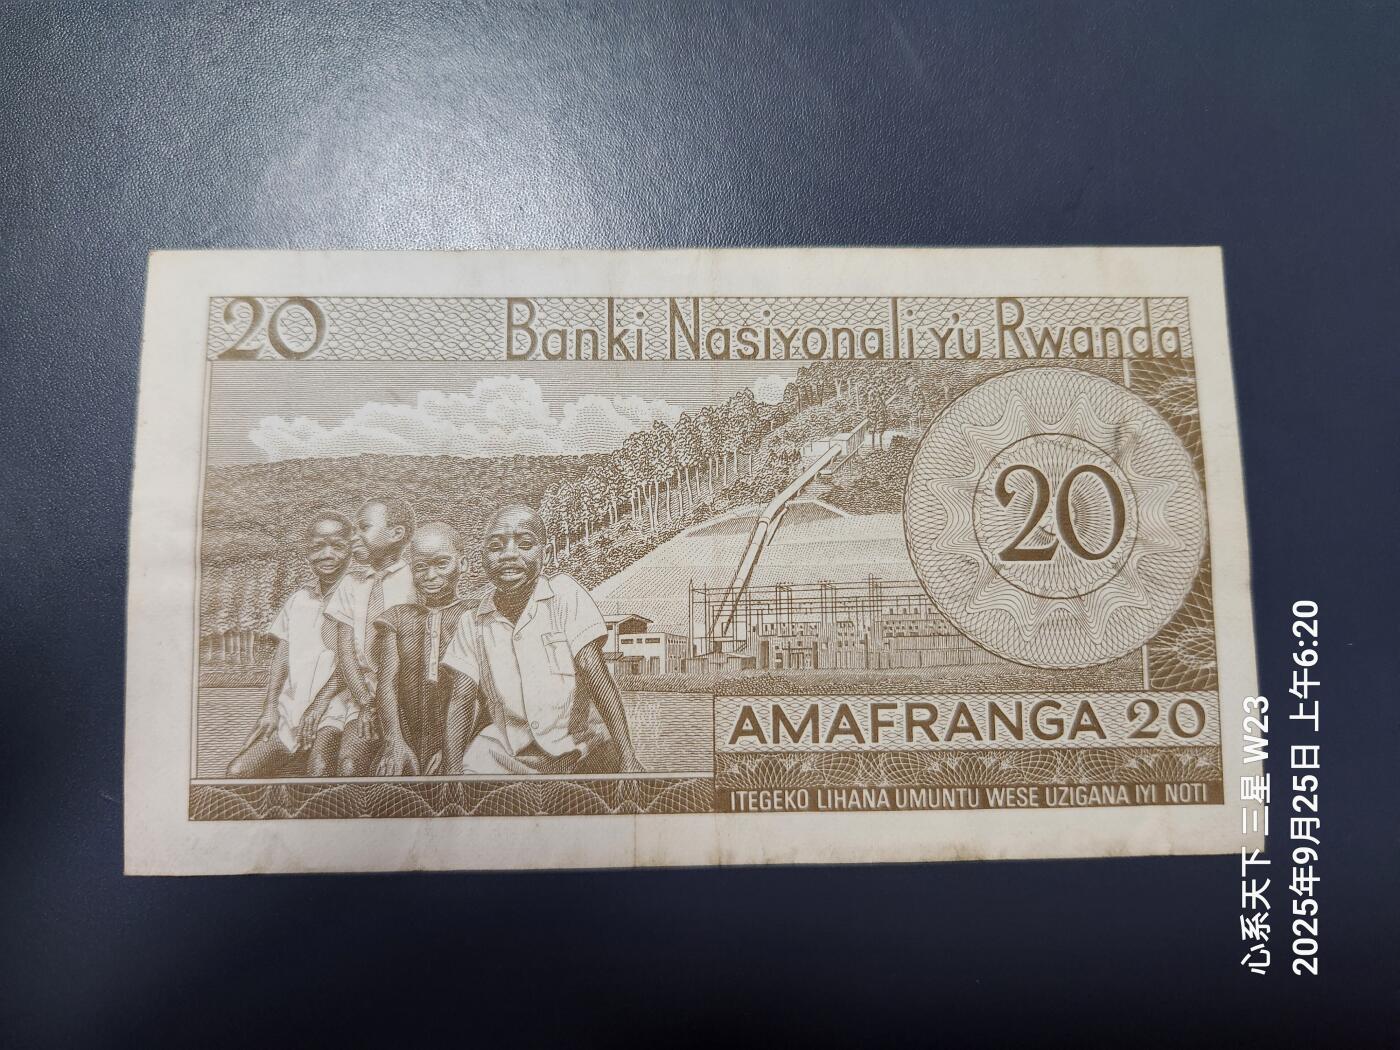 20 Banki Nasiyonali y'u Rwanda
20
AMAFRANGA 20
ITEGEKO LIHANA UMUNTU WESE UZIGANA IYI NOTI
心系天下 三星 W23
2025年9月25日 上午6:20